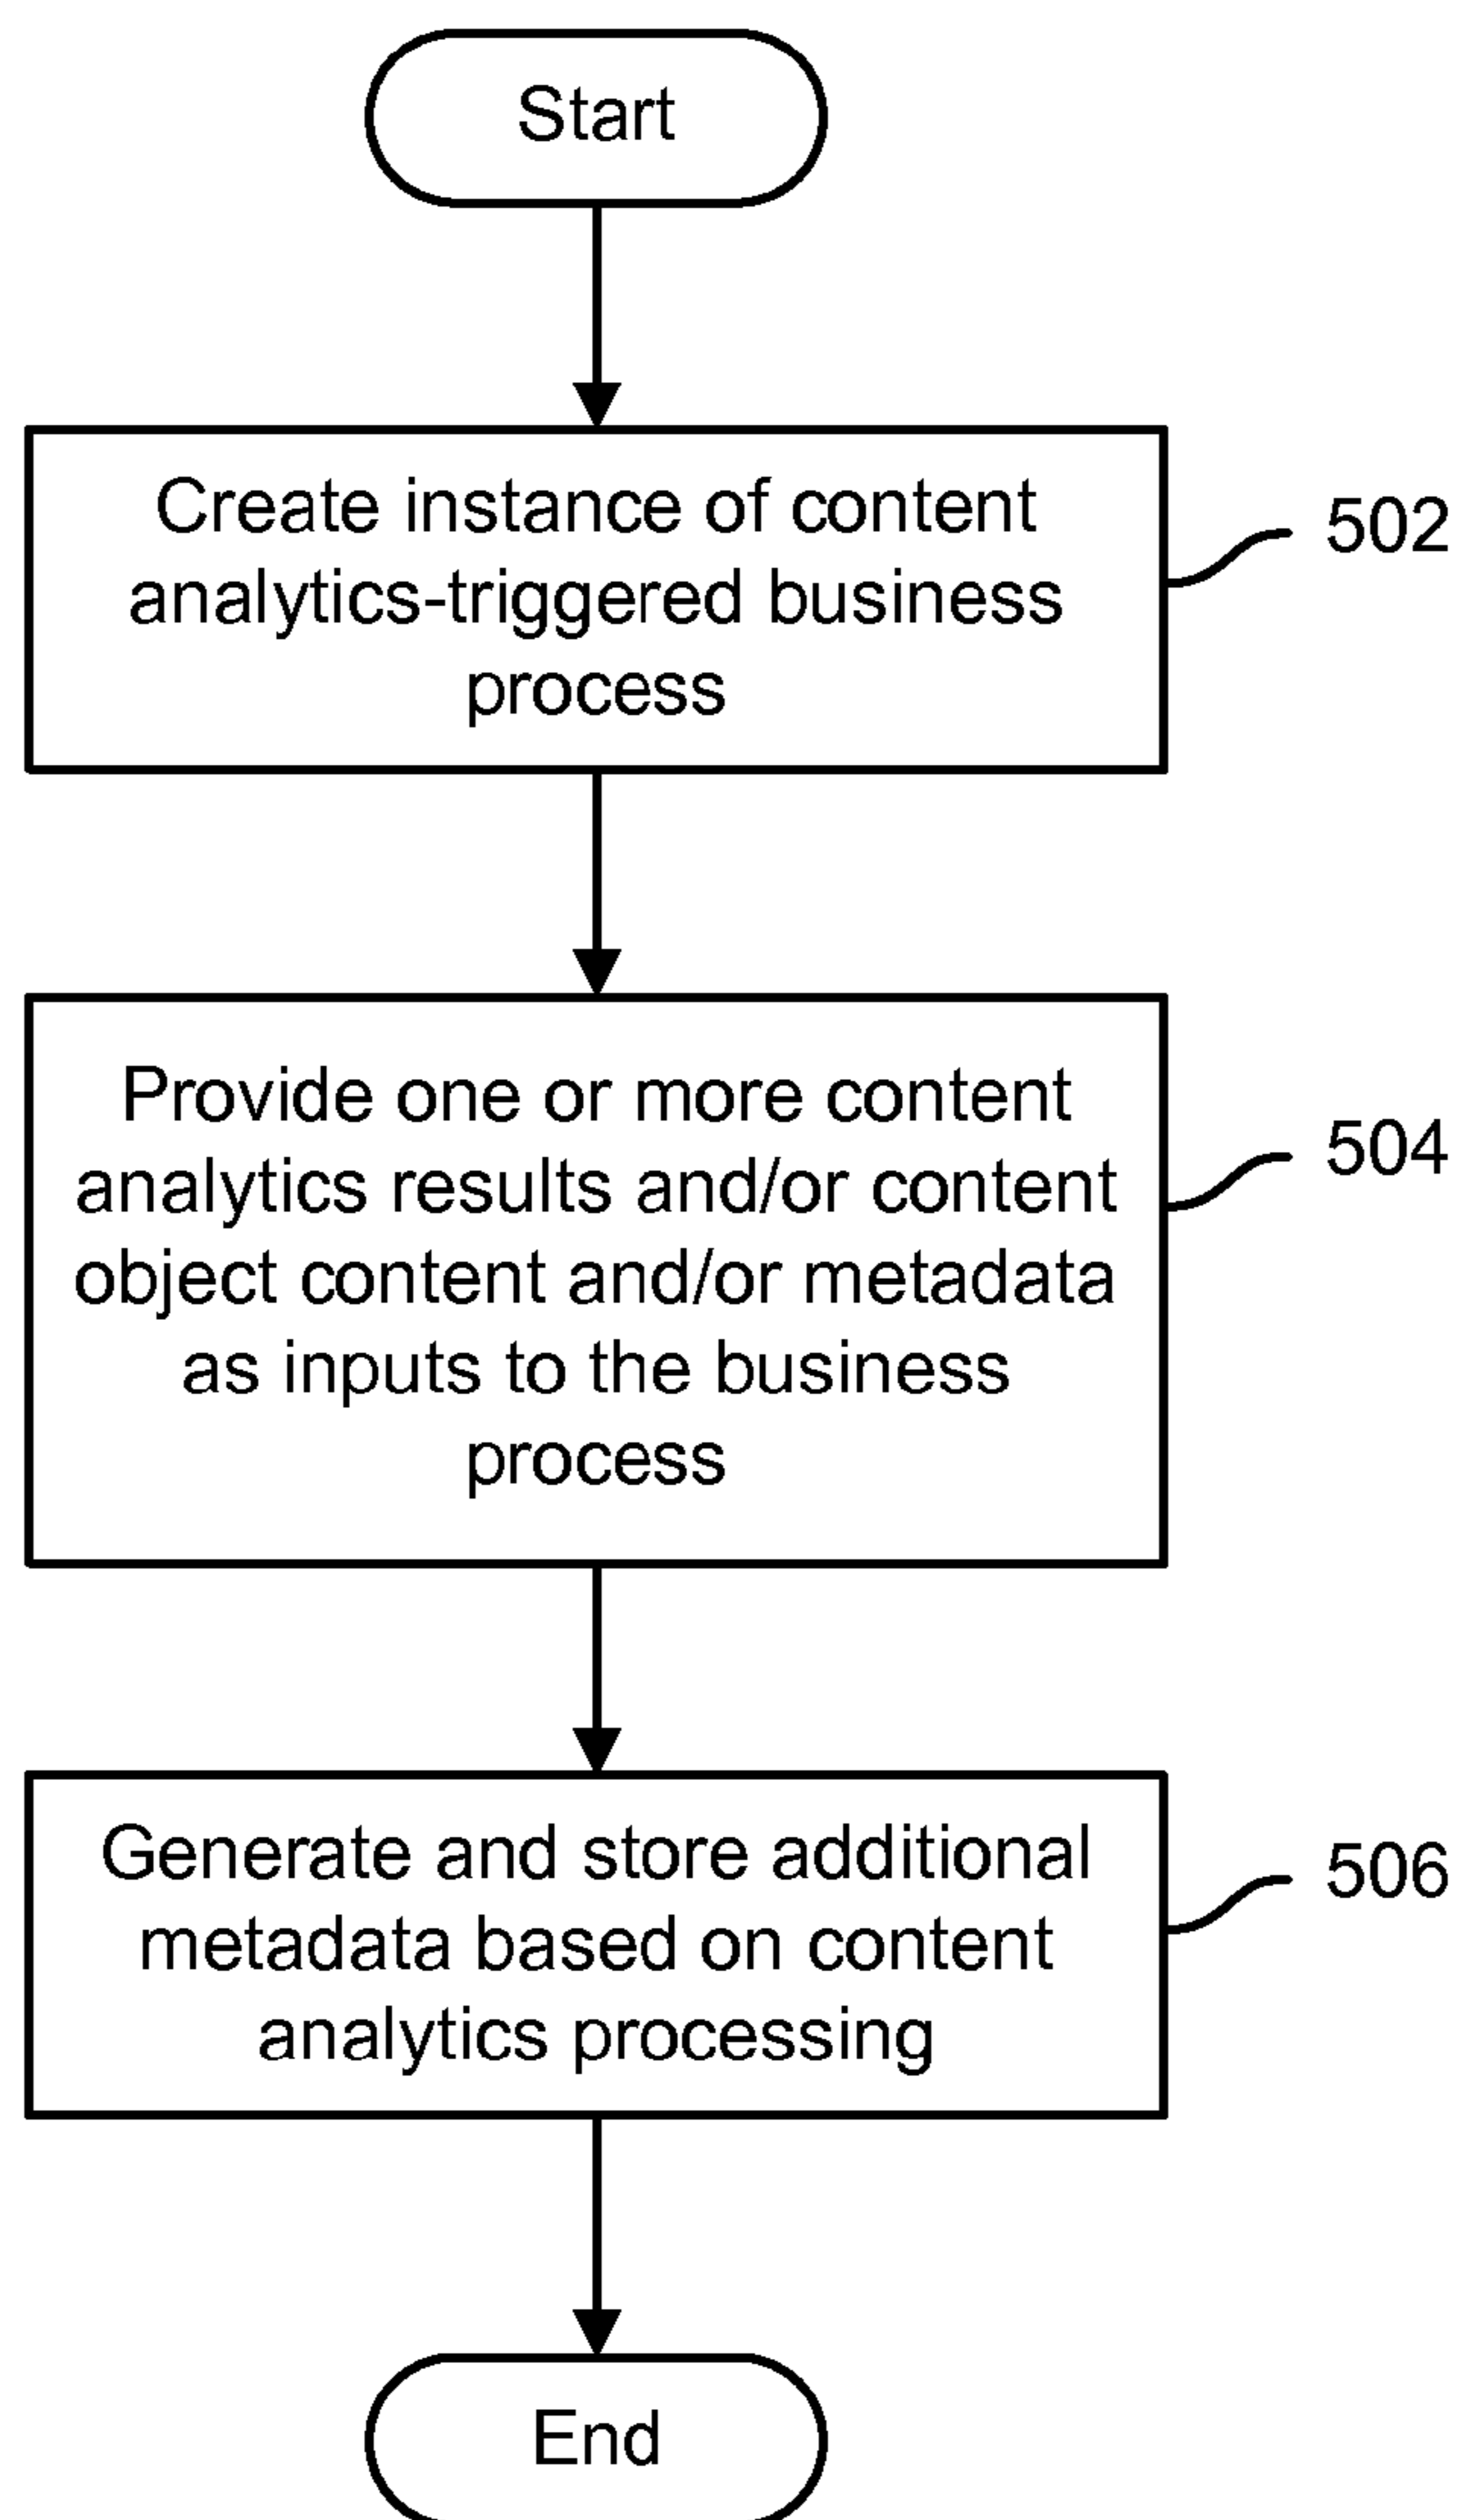 Start
Create instance of content
analytics-triggered business
process
502
Provide one or more content
analytics results and/or content
object content and/or metadata
as inputs to the business
process
504
Generate and store additional
metadata based on content
analytics processing
506
End